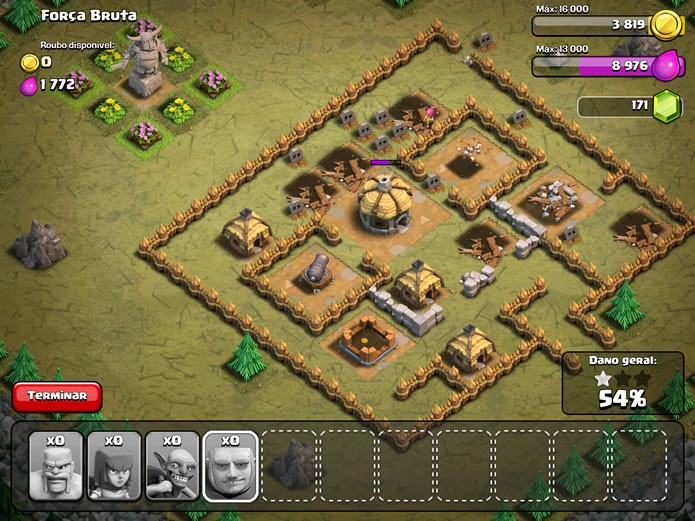 Força Bruta
Roubo disponível:
0
1 772
Máx: 16 000
3 819
Máx: 13 000
8 976
171
Dano geral:
54%
Terminar
x0
x0
x0
x0